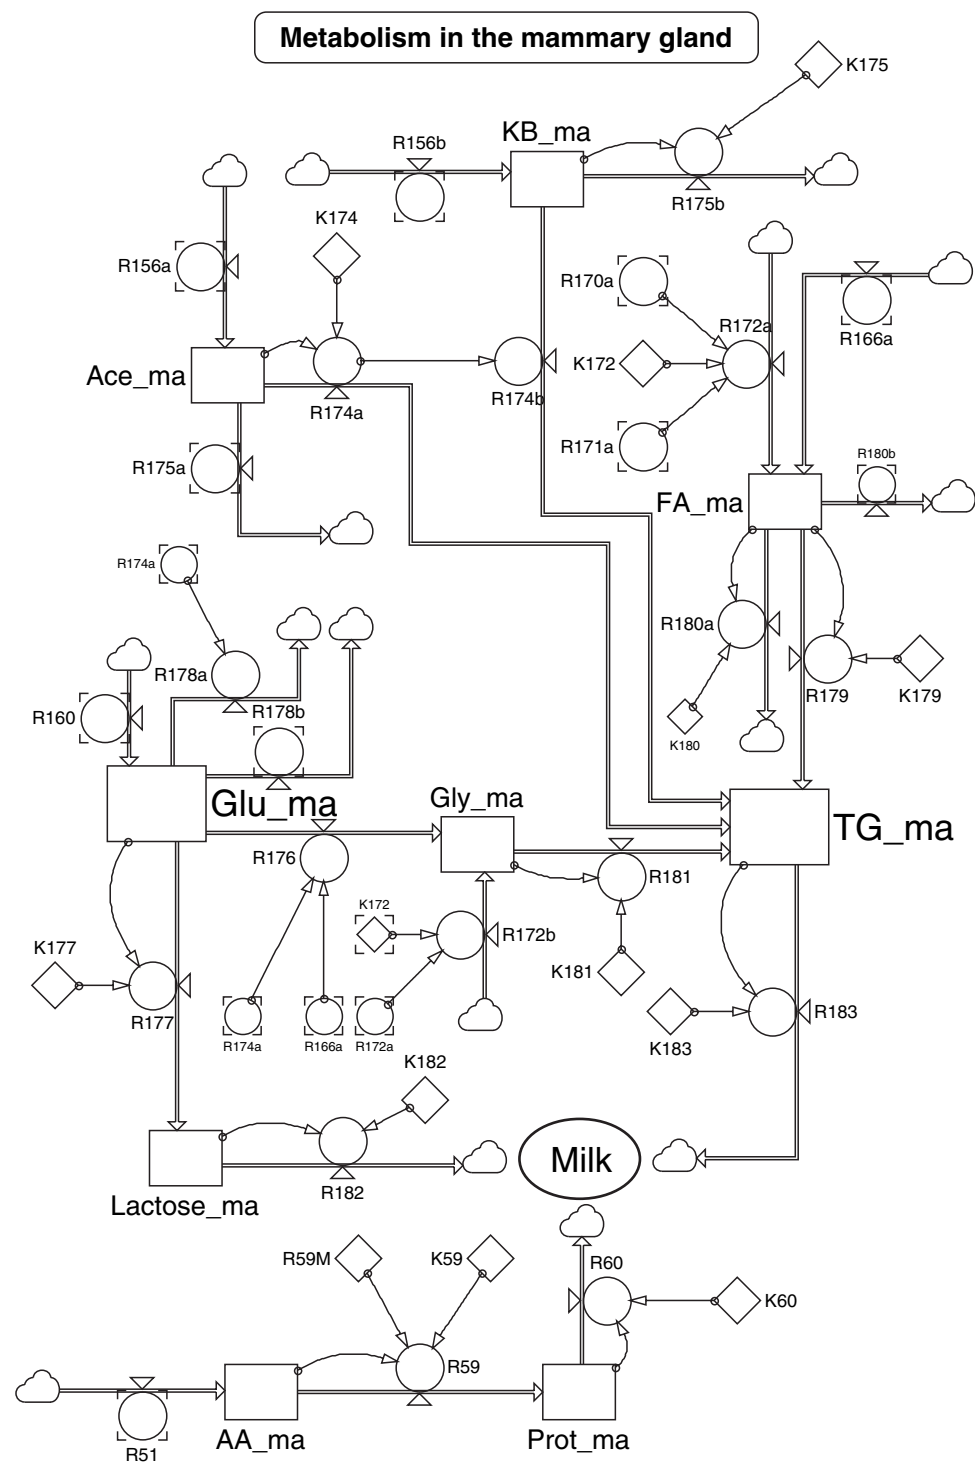 Metabolism in the mammary gland
K175
KB_ma
R156b
R175b
K174
R156a
R170a
R172a
K172
R166a
Ace_ma
R174a
R174b
R171a
R175a
R180b
FA_ma
R174a
R180a
R178a
R179
K179
R160
R178b
K180
Glu_ma
Gly_ma
TG_ma
R176
R181
K172
R172b
K177
K181
R177
R183
K183
R174a
R166a
R172a
K182
Milk
R182
Lactose_ma
R59M
K59
R60
K60
R59
R51
AA_ma
Prot_ma